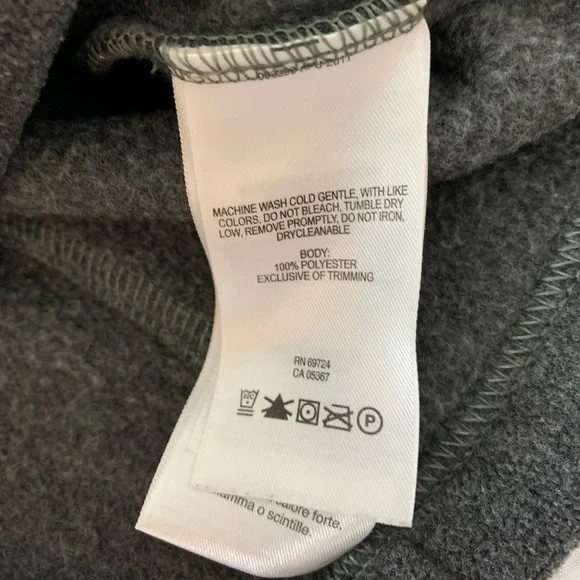 MACHINE WASH COLD GENTLE, WITH LIKE
COLORS, DO NOT BLEACH, TUMBLE DRY
LOW, REMOVE PROMPTLY, DO NOT IRON,
DRYCLEANABLE
BODY:
100% POLYESTER
EXCLUSIVE OF TRIMMING
RN 69724
CA 05367
30C
P
calore forte.
fiamma o scintille.